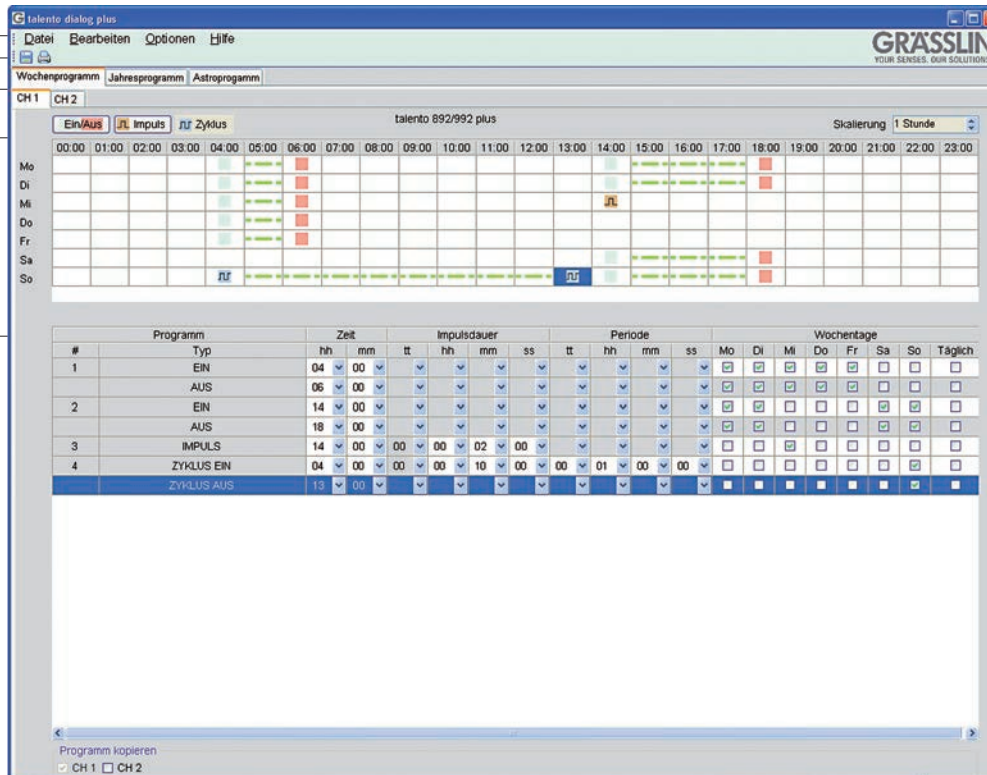 talento dialog plus
Datei Bearbeiten Optionen Hilfe
GRÄSSLIN
YOUR SENSES. OUR SOLUTIONS
Wochenprogramm Jahresprogramm Astroprogamm
CH 1 CH 2
Ein/Aus Impuls Zyklus talento 892/992 plus Skalierung 1 Stunde
00:00 01:00 02:00 03:00 04:00 05:00 06:00 07:00 08:00 09:00 10:00 11:00 12:00 13:00 14:00 15:00 16:00 17:00 18:00 19:00 20:00 21:00 22:00 23:00
Mo
Di
Mi
Do
Fr
Sa
So
Programm Zeit Impulsdauer Periode Wochentage
# Typ hh mm tt hh mm ss tt hh mm ss Mo Di Mi Do Fr Sa So Täglich
1 EIN 04 00
AUS 06 00
2 EIN 14 00
AUS 18 00
3 IMPULS 14 00 00 00 02 00
4 ZYKLUS EIN 04 00 00 00 10 00 00 01 00 00
ZYKLUS AUS 13 00
Programm kopieren
CH 1 CH 2